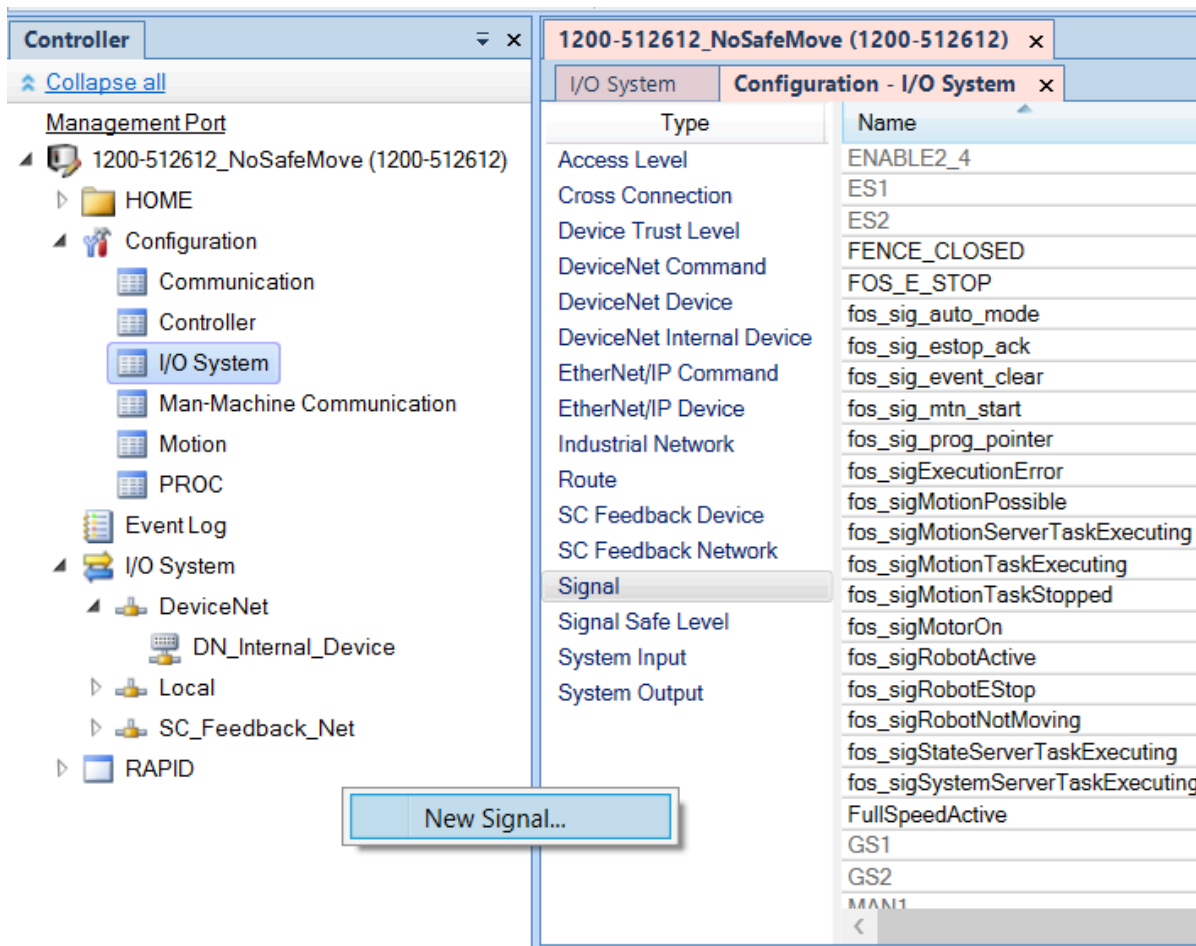 Controller
Collapse all
Management Port
1200-512612_NoSafeMove (1200-512612)
HOME
Configuration
Communication
Controller
I/O System
Man-Machine Communication
Motion
PROC
Event Log
I/O System
DeviceNet
DN_Internal_Device
Local
SC_Feedback_Net
RAPID
New Signal...
1200-512612_NoSafeMove (1200-512612)
I/O System
Configuration - I/O System
Type
Access Level
Cross Connection
Device Trust Level
DeviceNet Command
DeviceNet Device
DeviceNet Internal Device
EtherNet/IP Command
EtherNet/IP Device
Industrial Network
Route
SC Feedback Device
SC Feedback Network
Signal
Signal Safe Level
System Input
System Output
Name
ENABLE2_4
ES1
ES2
FENCE_CLOSED
FOS_E_STOP
fos_sig_auto_mode
fos_sig_estop_ack
fos_sig_event_clear
fos_sig_mtn_start
fos_sig_prog_pointer
fos_sigExecutionError
fos_sigMotionPossible
fos_sigMotionServerTaskExecuting
fos_sigMotionTaskExecuting
fos_sigMotionTaskStopped
fos_sigMotorOn
fos_sigRobotActive
fos_sigRobotEStop
fos_sigRobotNotMoving
fos_sigStateServerTaskExecuting
fos_sigSystemServerTaskExecuting
FullSpeedActive
GS1
GS2
MAN1